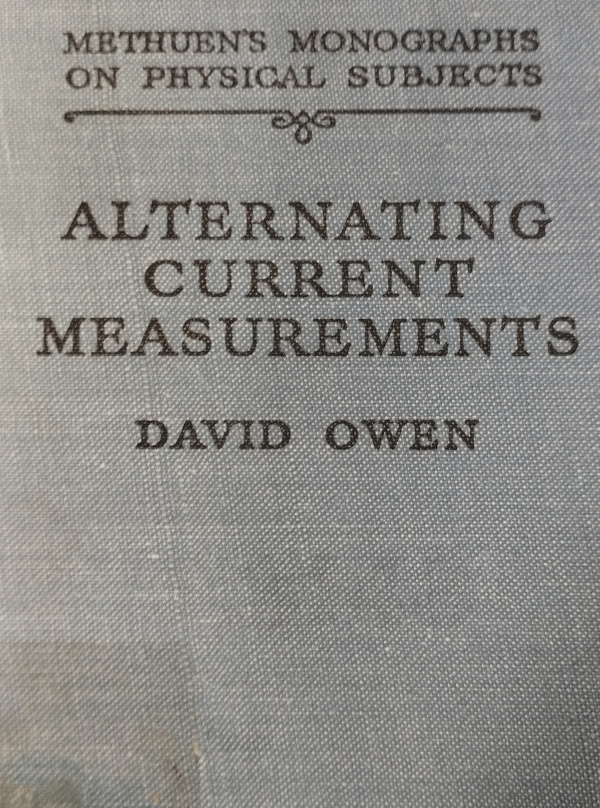 METHUEN'S MONOGRAPHS
ON PHYSICAL SUBJECTS
ALTERNATING
CURRENT
MEASUREMENTS
DAVID OWEN